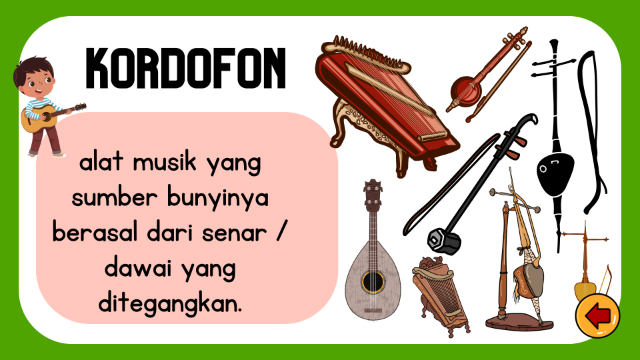 KORDOFON
alat musik yang
sumber bunyinya
berasal dari senar /
dawai yang
ditegangkan.